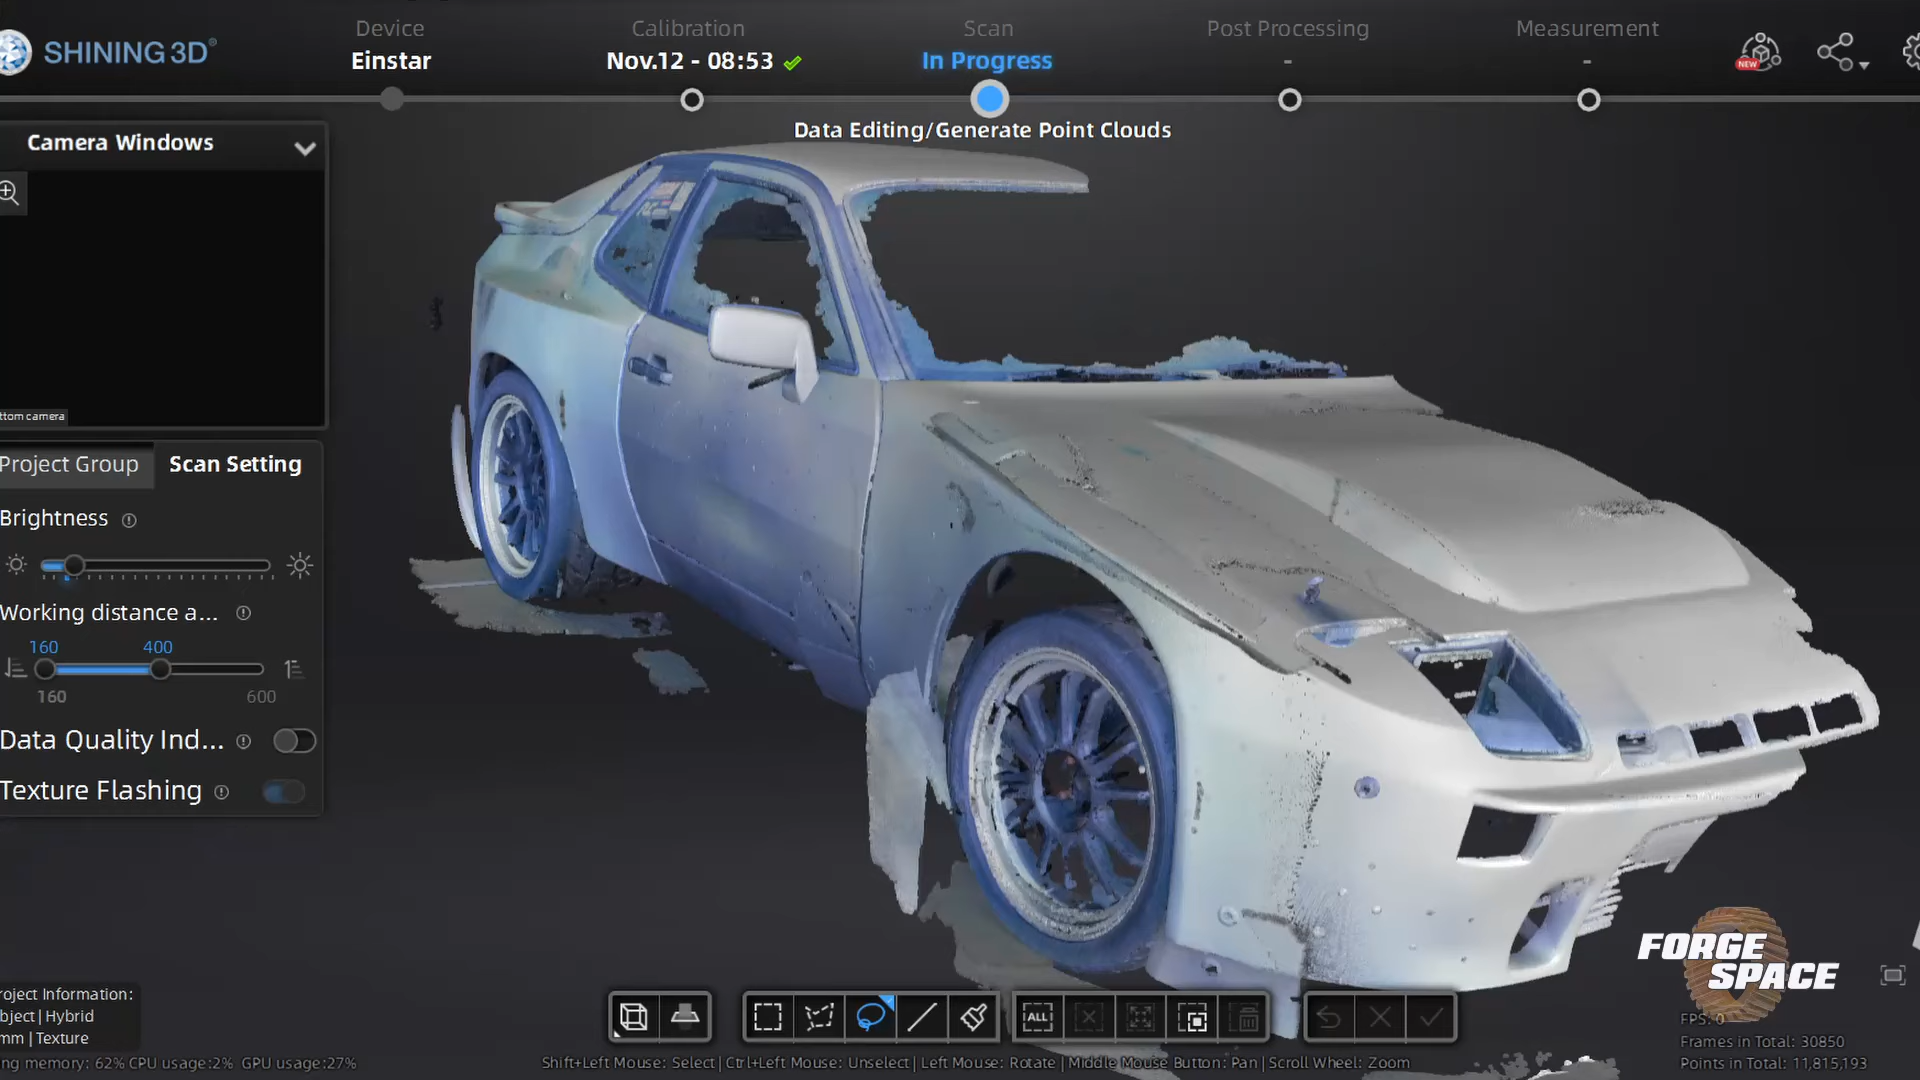 SHINING 3D®
Device
Einstar
Calibration
Nov.12 - 08:53
Scan
In Progress
Post Processing
-
Measurement
-
NEW
Data Editing/Generate Point Clouds
Camera Windows
ttom camera
Project Group
Scan Setting
Brightness
Working distance a...
160
400
160
600
Data Quality Ind...
Texture Flashing
roject Information:
bject | Hybrid
mm | Texture
ng memory: 62% CPU usage:2% GPU usage:27%
ALL
Shift+Left Mouse: Select | Ctrl+Left Mouse: Unselect | Left Mouse: Rotate | Middle Mouse Button: Pan | Scroll Wheel: Zoom
FORGE
SPACE
FPS: 0
Frames in Total: 30850
Points in Total: 11,815,193